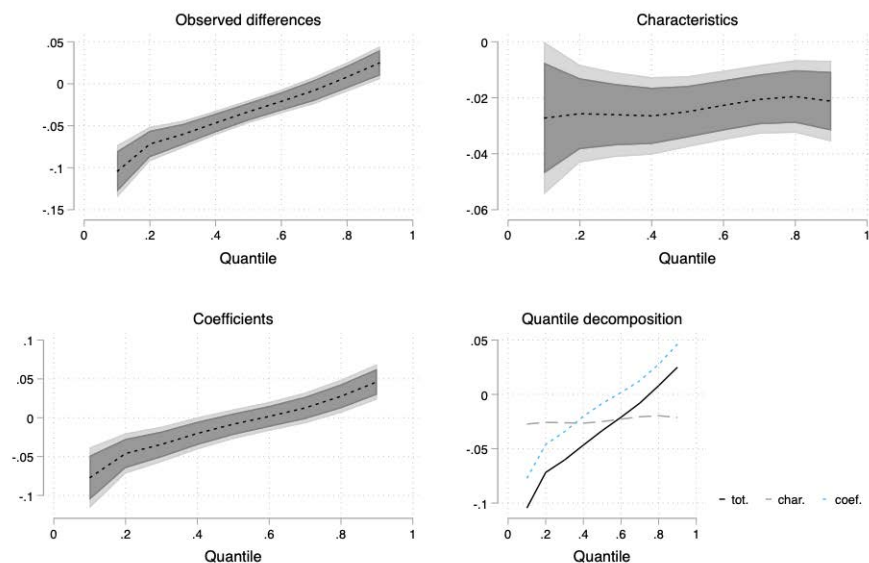 Observed differences
.05
0
-.05
-.1
-.15
0 .2 .4 .6 .8 1
Quantile
Characteristics
0
-.02
-.04
-.06
0 .2 .4 .6 .8 1
Quantile
Coefficients
.1
.05
0
-.05
-.1
0 .2 .4 .6 .8 1
Quantile
Quantile decomposition
.05
0
-.05
-.1
0 .2 .4 .6 .8 1
Quantile
tot. char. coef.